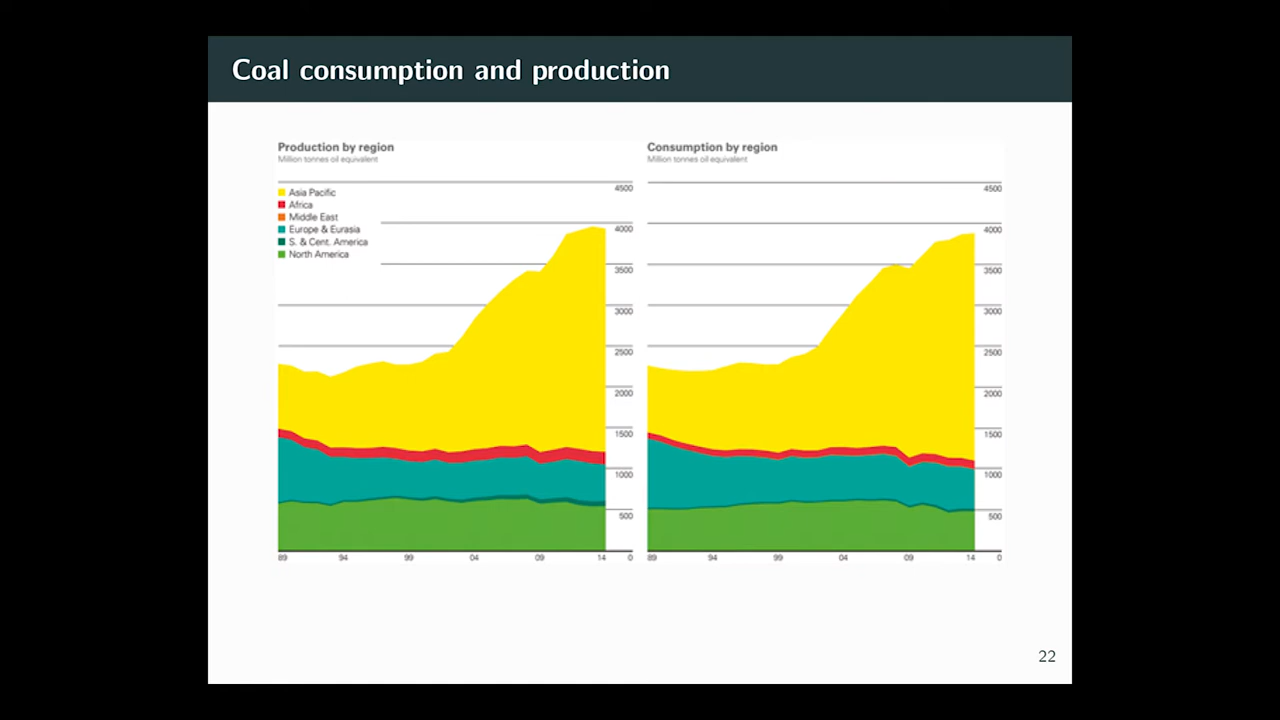 Coal consumption and production
Production by region
Million tonnes oil equivalent
4500
Asia Pacific
Africa
Middle East
Europe & Eurasia
S. & Cent. America
North America
4000
3500
3000
2500
2000
1500
1000
500
0
89 94 99 04 09 14
Consumption by region
Million tonnes oil equivalent
4500
4000
3500
3000
2500
2000
1500
1000
500
0
89 94 99 04 09 14
22